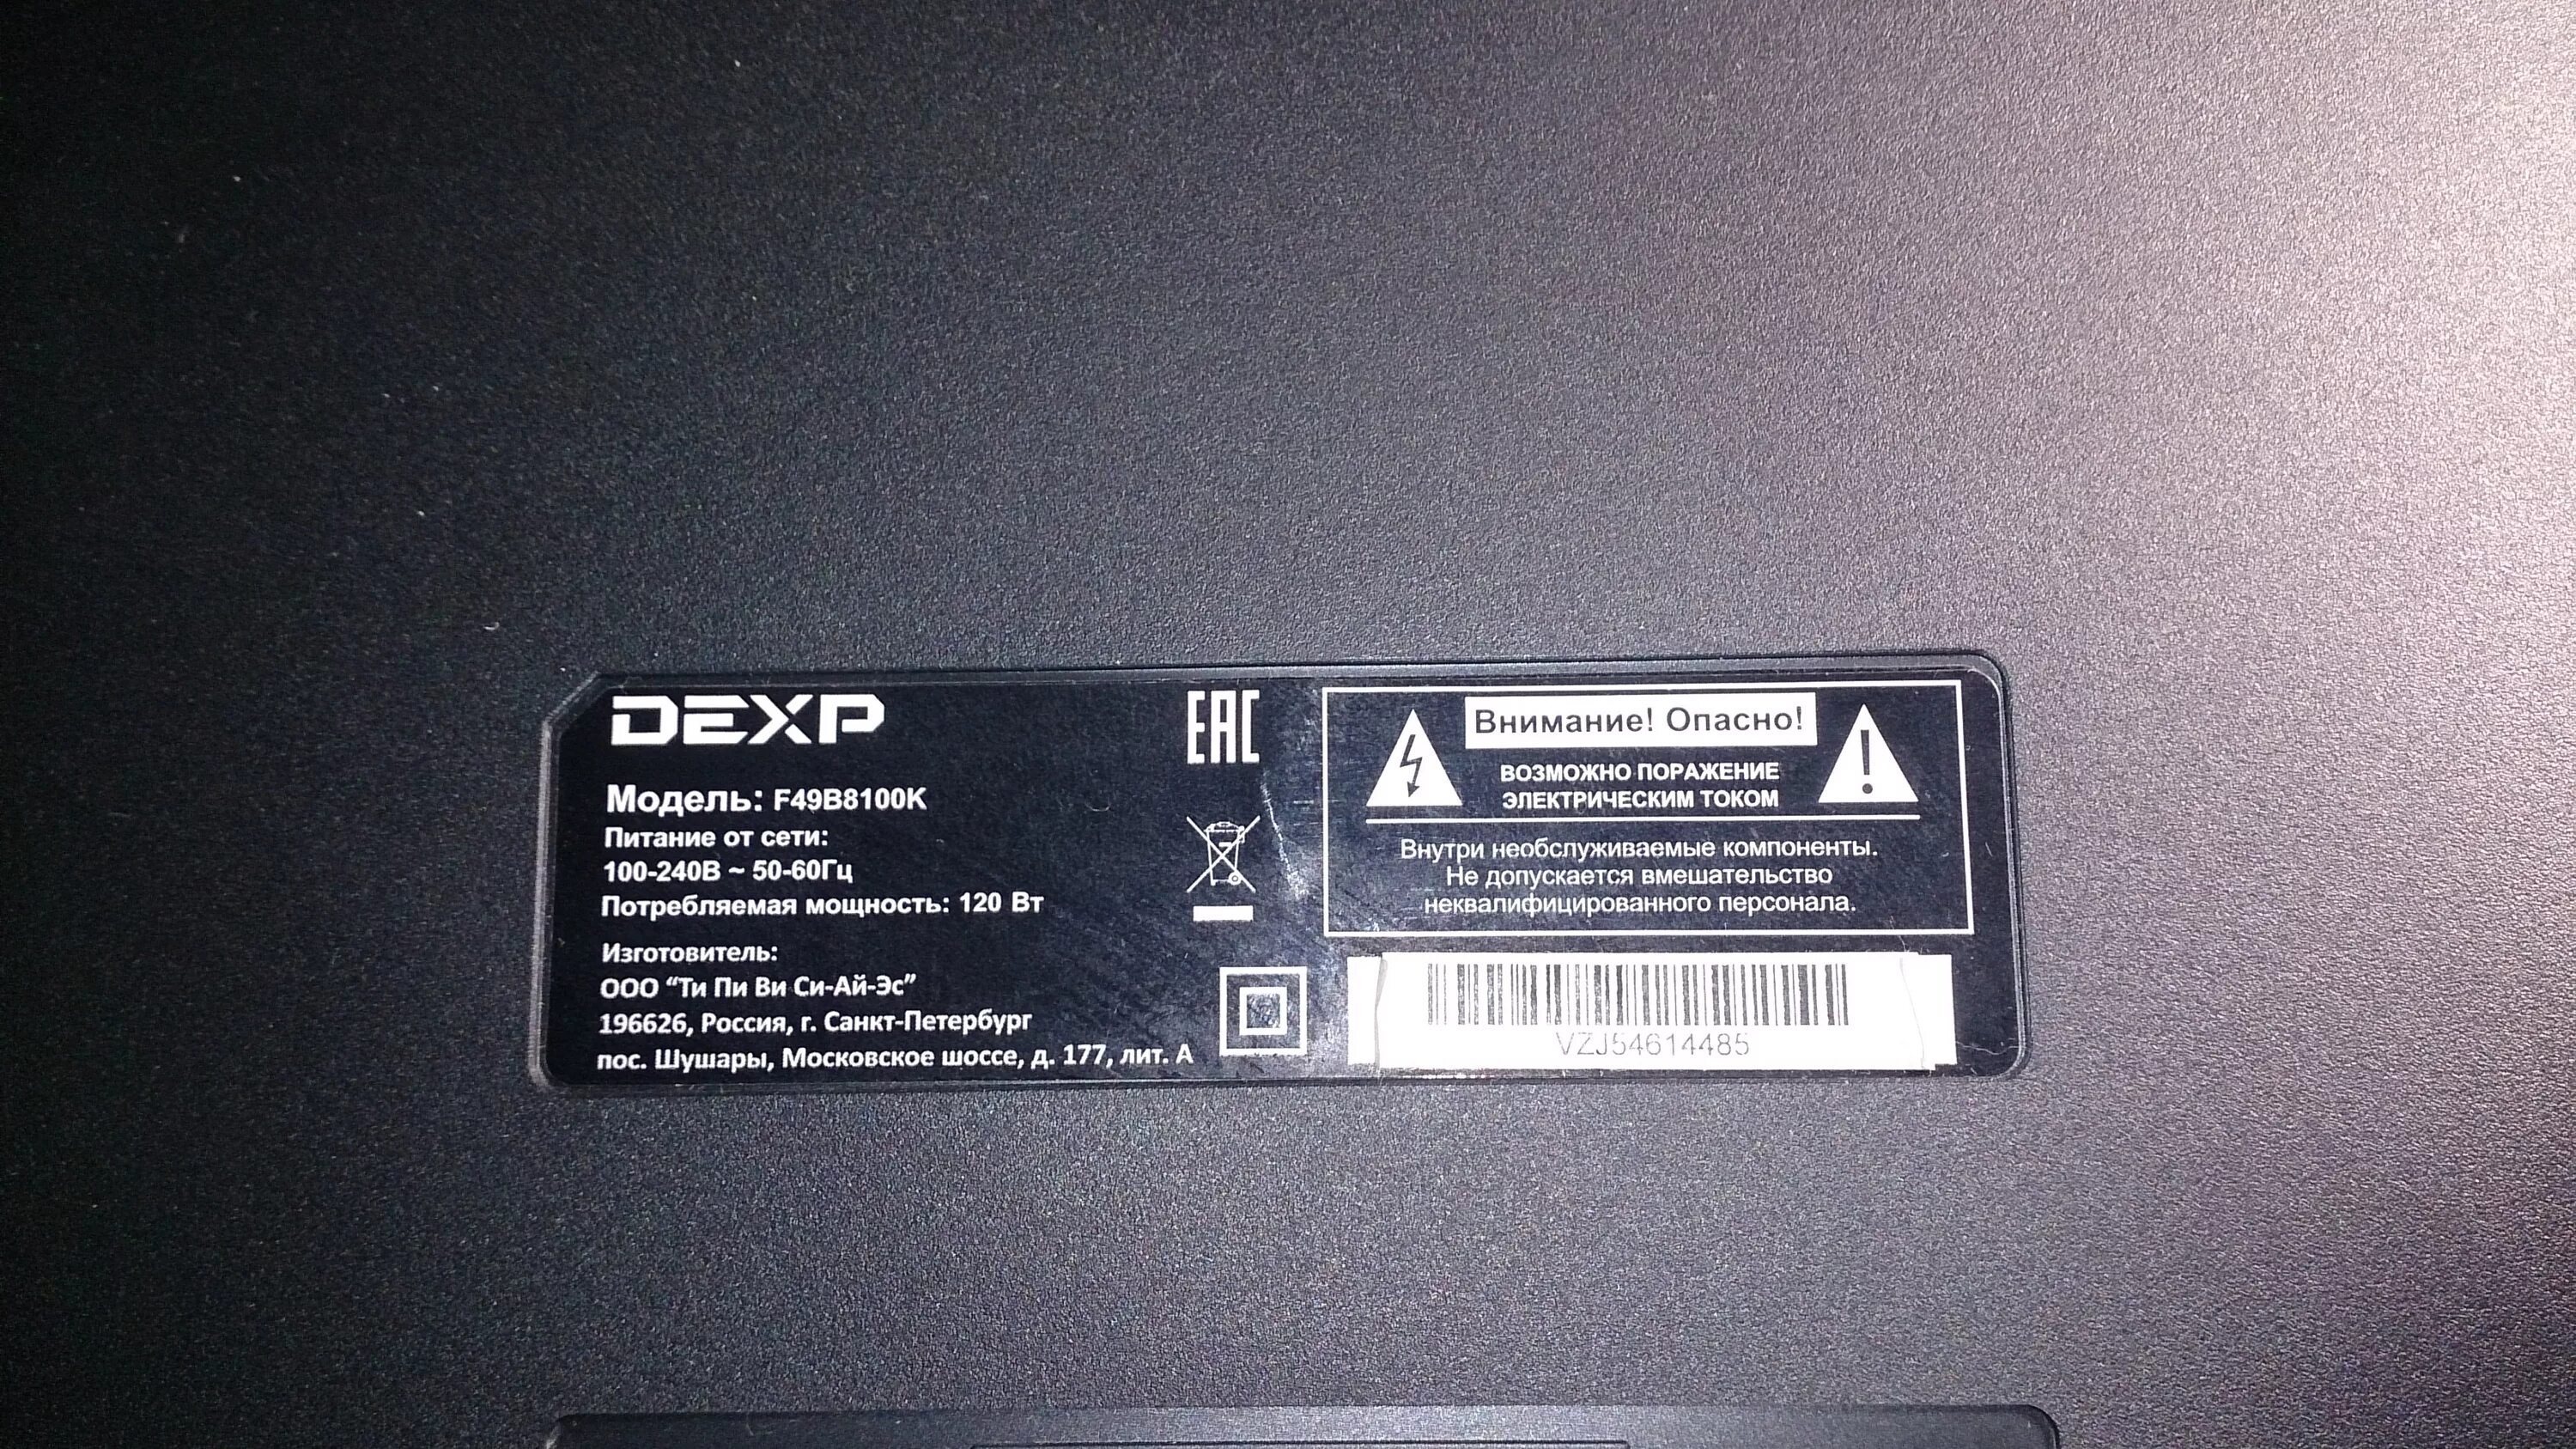 DEXP
Модель: F49B8100K
Питание от сети:
100-240В ~ 50-60Гц
Потребляемая мощность: 120 Вт
Изготовитель:
ООО “Ти Пи Ви Си-Ай-Эс”
196626, Россия, г. Санкт-Петербург
пос. Шушары, Московское шоссе, д. 177, лит. А
EAC
Внимание! Опасно!
ВОЗМОЖНО ПОРАЖЕНИЕ
ЭЛЕКТРИЧЕСКИМ ТОКОМ
Внутри необслуживаемые компоненты.
Не допускается вмешательство
неквалифицированного персонала.
VZJ54614485